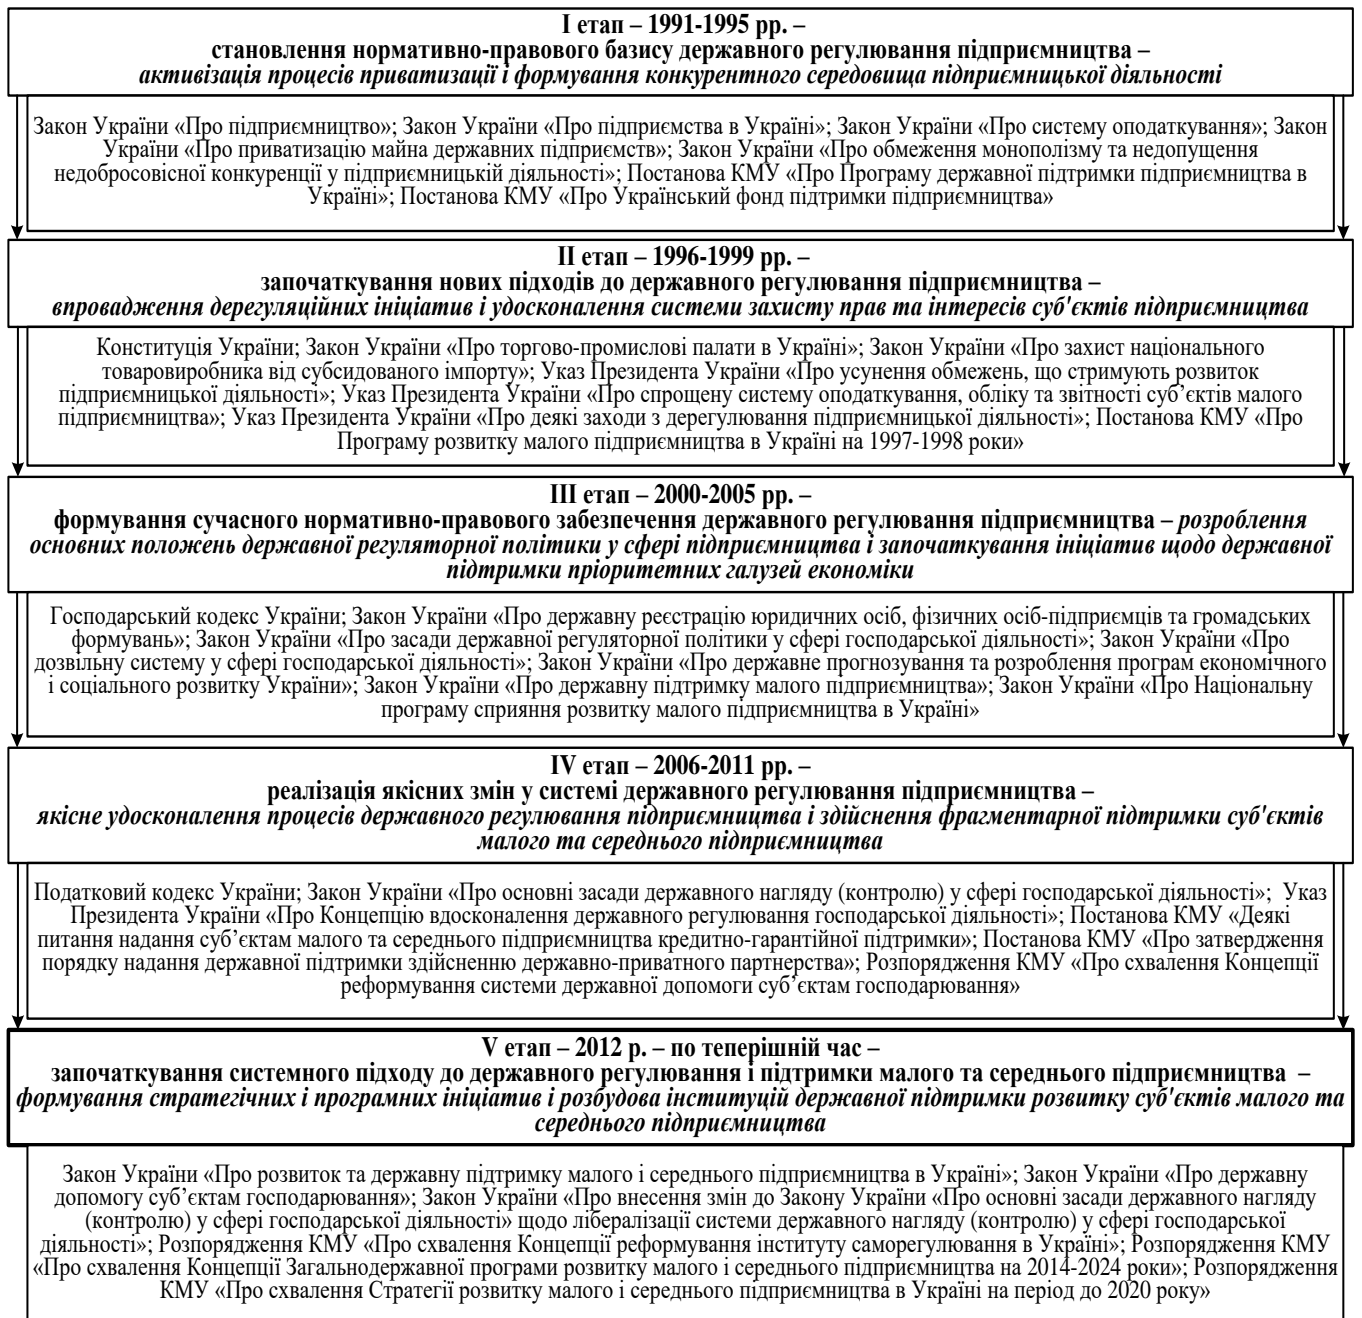 І етап – 1991-1995 рр. –
становлення нормативно-правового базису державного регулювання підприємництва –
активізація процесів приватизації і формування конкурентного середовища підприємницької діяльності
Закон України «Про підприємництво»; Закон України «Про підприємства в Україні»; Закон України «Про систему оподаткування»; Закон
України «Про приватизацію майна державних підприємств»; Закон України «Про обмеження монополізму та недопущення
недобросовісної конкуренції у підприємницькій діяльності»; Постанова КМУ «Про Програму державної підтримки підприємництва в
Україні»; Постанова КМУ «Про Український фонд підтримки підприємництва»
ІІ етап – 1996-1999 рр. –
започаткування нових підходів до державного регулювання підприємництва –
впровадження дерегуляційних ініціатив і удосконалення системи захисту прав та інтересів суб'єктів підприємництва
Конституція України; Закон України «Про торгово-промислові палати в Україні»; Закон України «Про захист національного
товаровиробника від субсидованого імпорту»; Указ Президента України «Про усунення обмежень, що стримують розвиток
підприємницької діяльності»; Указ Президента України «Про спрощену систему оподаткування, обліку та звітності суб’єктів малого
підприємництва»; Указ Президента України «Про деякі заходи з дерегулювання підприємницької діяльності»; Постанова КМУ «Про
Програму розвитку малого підприємництва в Україні на 1997-1998 роки»
ІІІ етап – 2000-2005 рр. –
формування сучасного нормативно-правового забезпечення державного регулювання підприємництва – розроблення
основних положень державної регуляторної політики у сфері підприємництва і започаткування ініціатив щодо державної
підтримки пріоритетних галузей економіки
Господарський кодекс України; Закон України «Про державну реєстрацію юридичних осіб, фізичних осіб-підприємців та громадських
формувань»; Закон України «Про засади державної регуляторної політики у сфері господарської діяльності»; Закон України «Про
дозвільну систему у сфері господарської діяльності»; Закон України «Про державне прогнозування та розроблення програм економічного
і соціального розвитку України»; Закон України «Про державну підтримку малого підприємництва»; Закон України «Про Національну
програму сприяння розвитку малого підприємництва в Україні»
IV етап – 2006-2011 рр. –
реалізація якісних змін у системі державного регулювання підприємництва –
якісне удосконалення процесів державного регулювання підприємництва і здійснення фрагментарної підтримки суб'єктів
малого та середнього підприємництва
Податковий кодекс України; Закон України «Про основні засади державного нагляду (контролю) у сфері господарської діяльності»; Указ
Президента України «Про Концепцію вдосконалення державного регулювання господарської діяльності»; Постанова КМУ «Деякі
питання надання суб’єктам малого та середнього підприємництва кредитно-гарантійної підтримки»; Постанова КМУ «Про затвердження
порядку надання державної підтримки здійсненню державно-приватного партнерства»; Розпорядження КМУ «Про схвалення Концепції
реформування системи державної допомоги суб’єктам господарювання»
V етап – 2012 р. – по теперішній час –
започаткування системного підходу до державного регулювання і підтримки малого та середнього підприємництва –
формування стратегічних і програмних ініціатив і розбудова інституцій державної підтримки розвитку суб'єктів малого та
середнього підприємництва
Закон України «Про розвиток та державну підтримку малого і середнього підприємництва в Україні»; Закон України «Про державну
допомогу суб’єктам господарювання»; Закон України «Про внесення змін до Закону України «Про основні засади державного нагляду
(контролю) у сфері господарської діяльності» щодо лібералізації системи державного нагляду (контролю) у сфері господарської
діяльності»; Розпорядження КМУ «Про схвалення Концепції реформування інституту саморегулювання в Україні»; Розпорядження КМУ
«Про схвалення Концепції Загальнодержавної програми розвитку малого і середнього підприємництва на 2014-2024 роки»; Розпорядження
КМУ «Про схвалення Стратегії розвитку малого і середнього підприємництва в Україні на період до 2020 року»